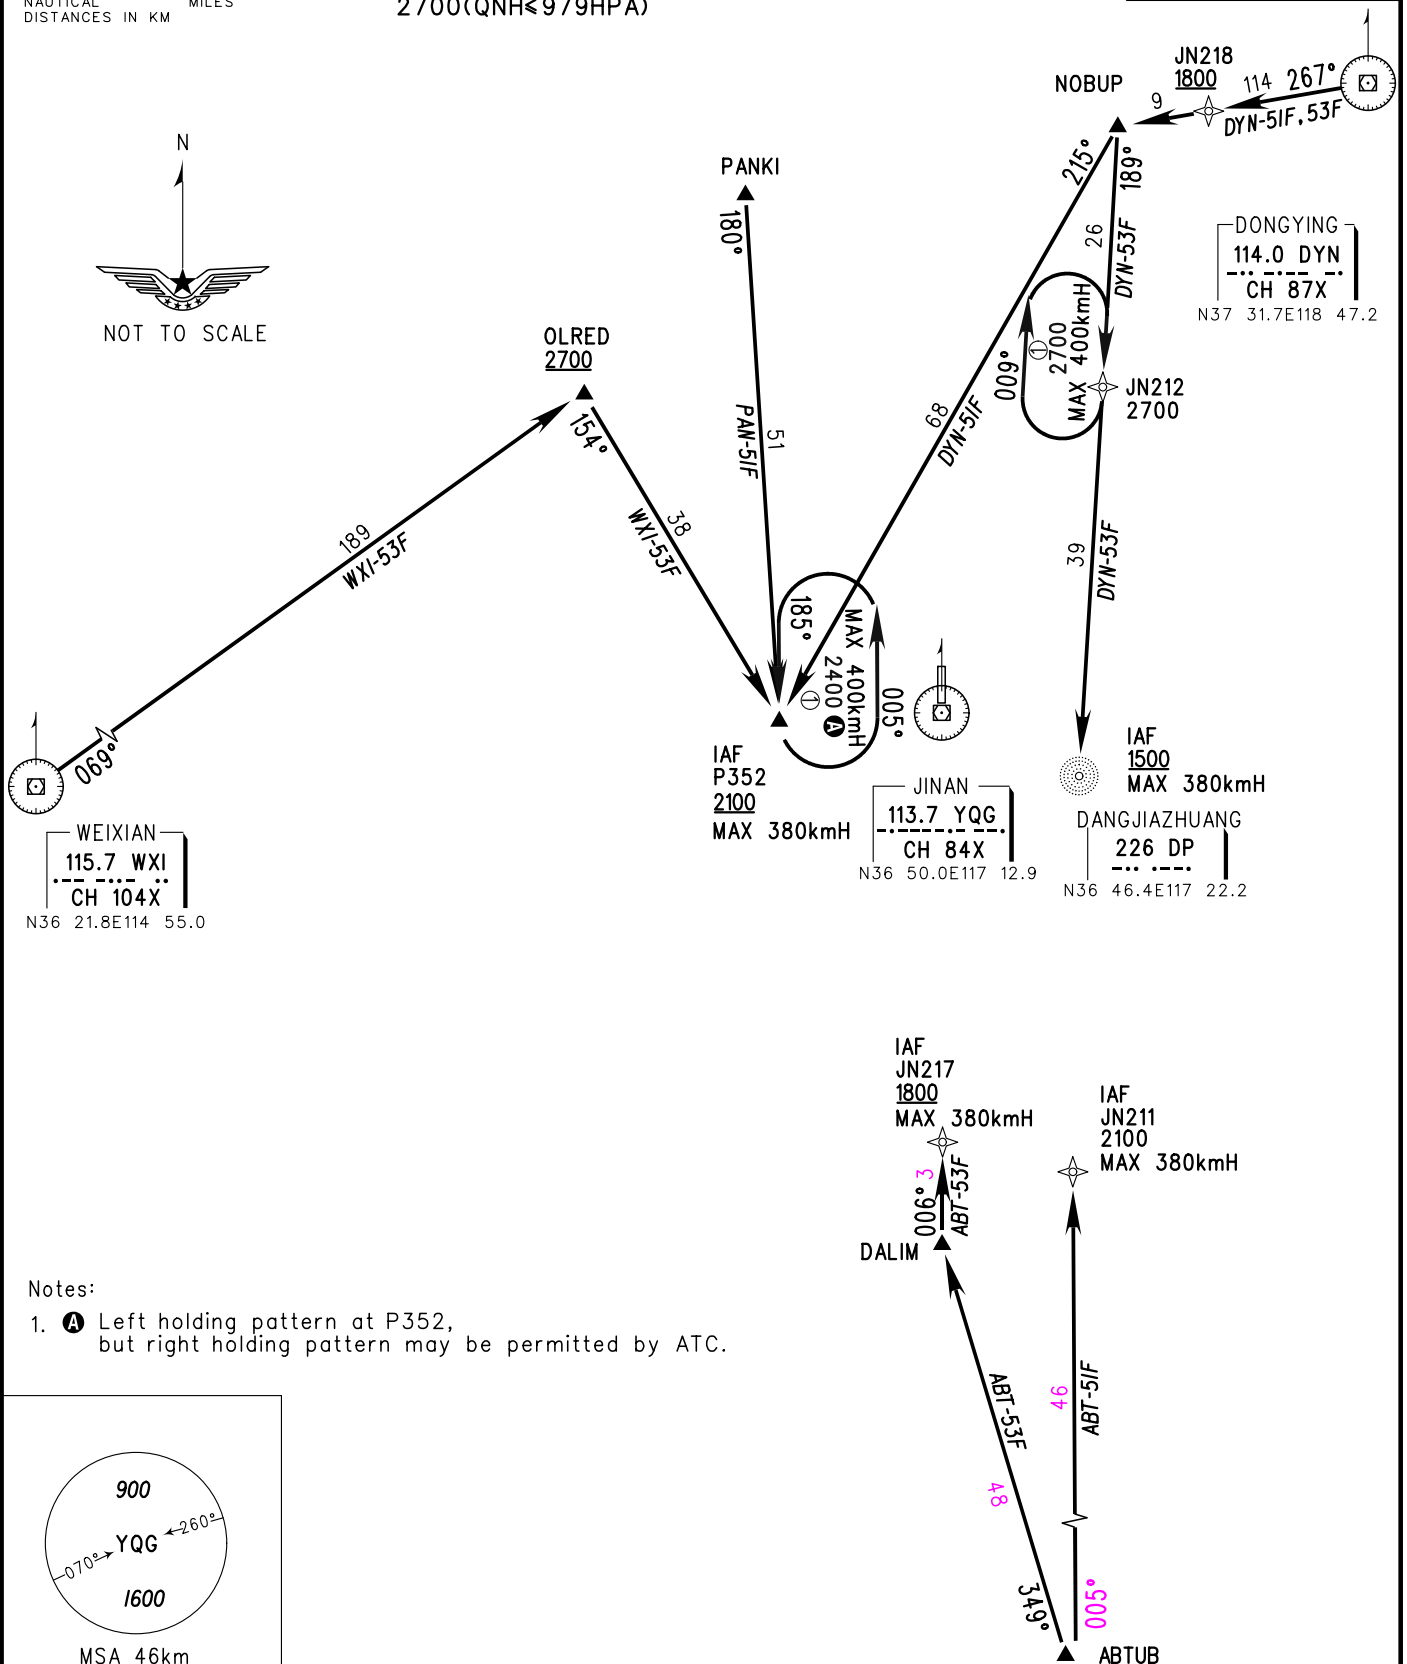 NAUTICAL MILES
DISTANCES IN KM
2700(QNH≤979HPA)
N
NOT TO SCALE
NOBUP
JN218
1800
9
114 267°
DYN-51F,53F
215°
189°
26
DYN-53F
DONGYING
114.0 DYN
CH 87X
N37 31.7E118 47.2
PANKI
180°
51
PAN-51F
OLRED
2700
154°
38
WXI-53F
189
WXI-53F
069°
68
DYN-51F
009°
①
2700
MAX 400kmH
JN212
2700
39
DYN-53F
185°
MAX 400kmH
2400 A
①
005°
IAF
P352
2100
MAX 380kmH
JINAN
113.7 YQG
CH 84X
N36 50.0E117 12.9
IAF
1500
MAX 380kmH
DANGJIAZHUANG
226 DP
N36 46.4E117 22.2
WEIXIAN
115.7 WXI
CH 104X
N36 21.8E114 55.0
IAF
JN217
1800
MAX 380kmH
IAF
JN211
2100
MAX 380kmH
006° 3
ABT-53F
DALIM
ABT-53F
48
349°
46
ABT-51F
005°
ABTUB
Notes:
1. A Left holding pattern at P352,
but right holding pattern may be permitted by ATC.
900
260°
YQG
070°
1600
MSA 46km